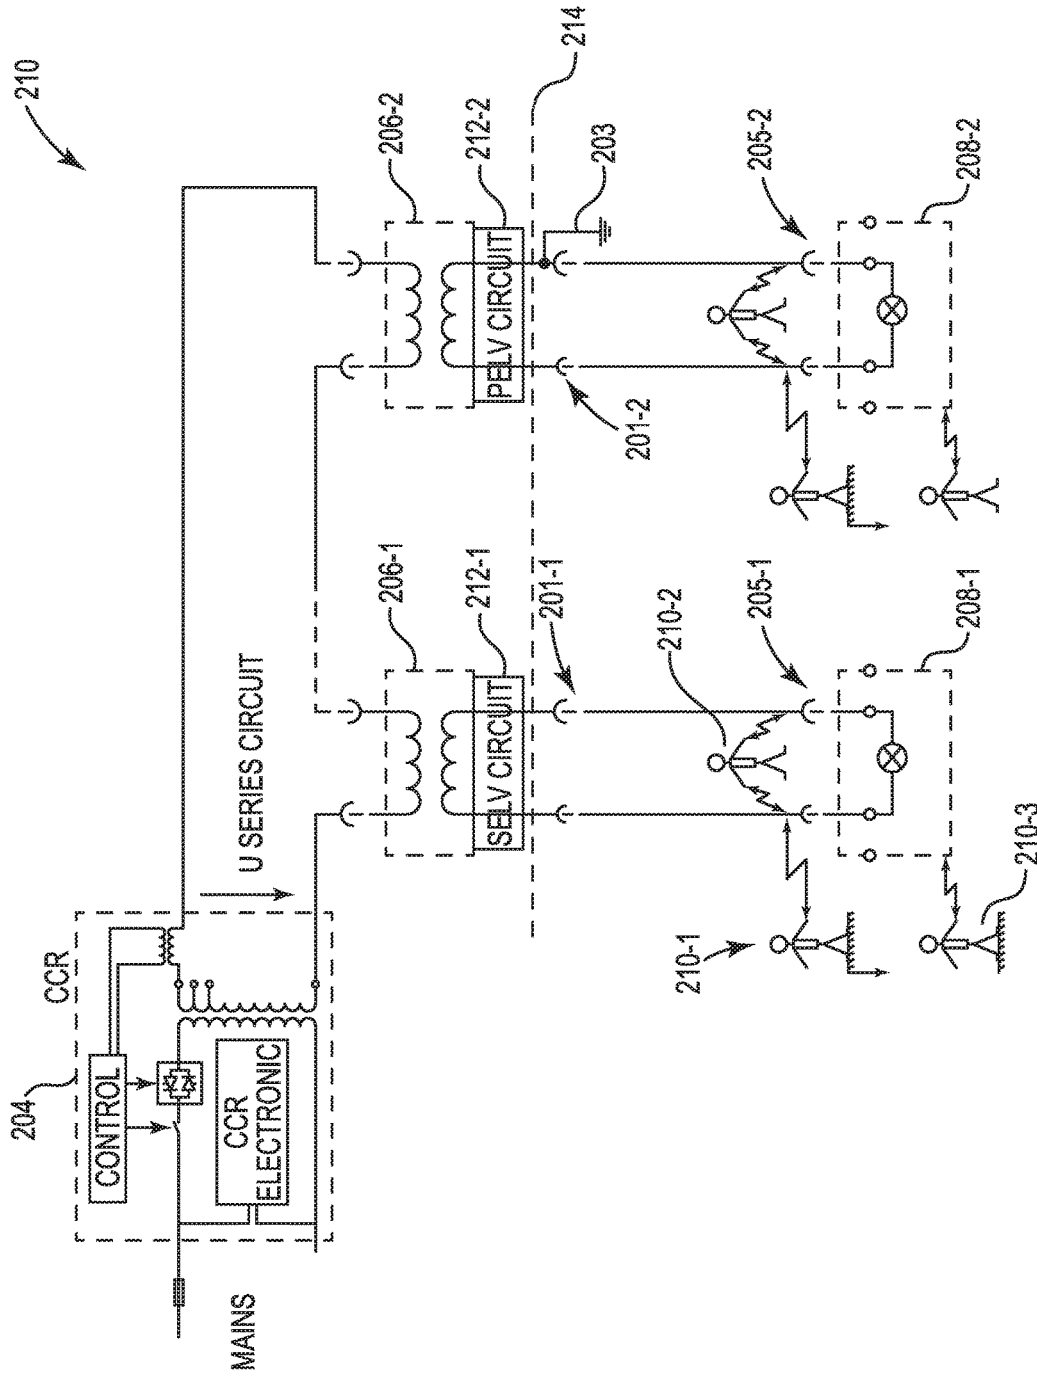 210
214
206-2
212-2
203
205-2
208-2
PELV CIRCUIT
201-2
206-1
212-1
201-1
210-2
205-1
208-1
SELV CIRCUIT
210-1
210-3
U SERIES CIRCUIT
CCR
204
CONTROL
CCR
ELECTRONIC
MAINS